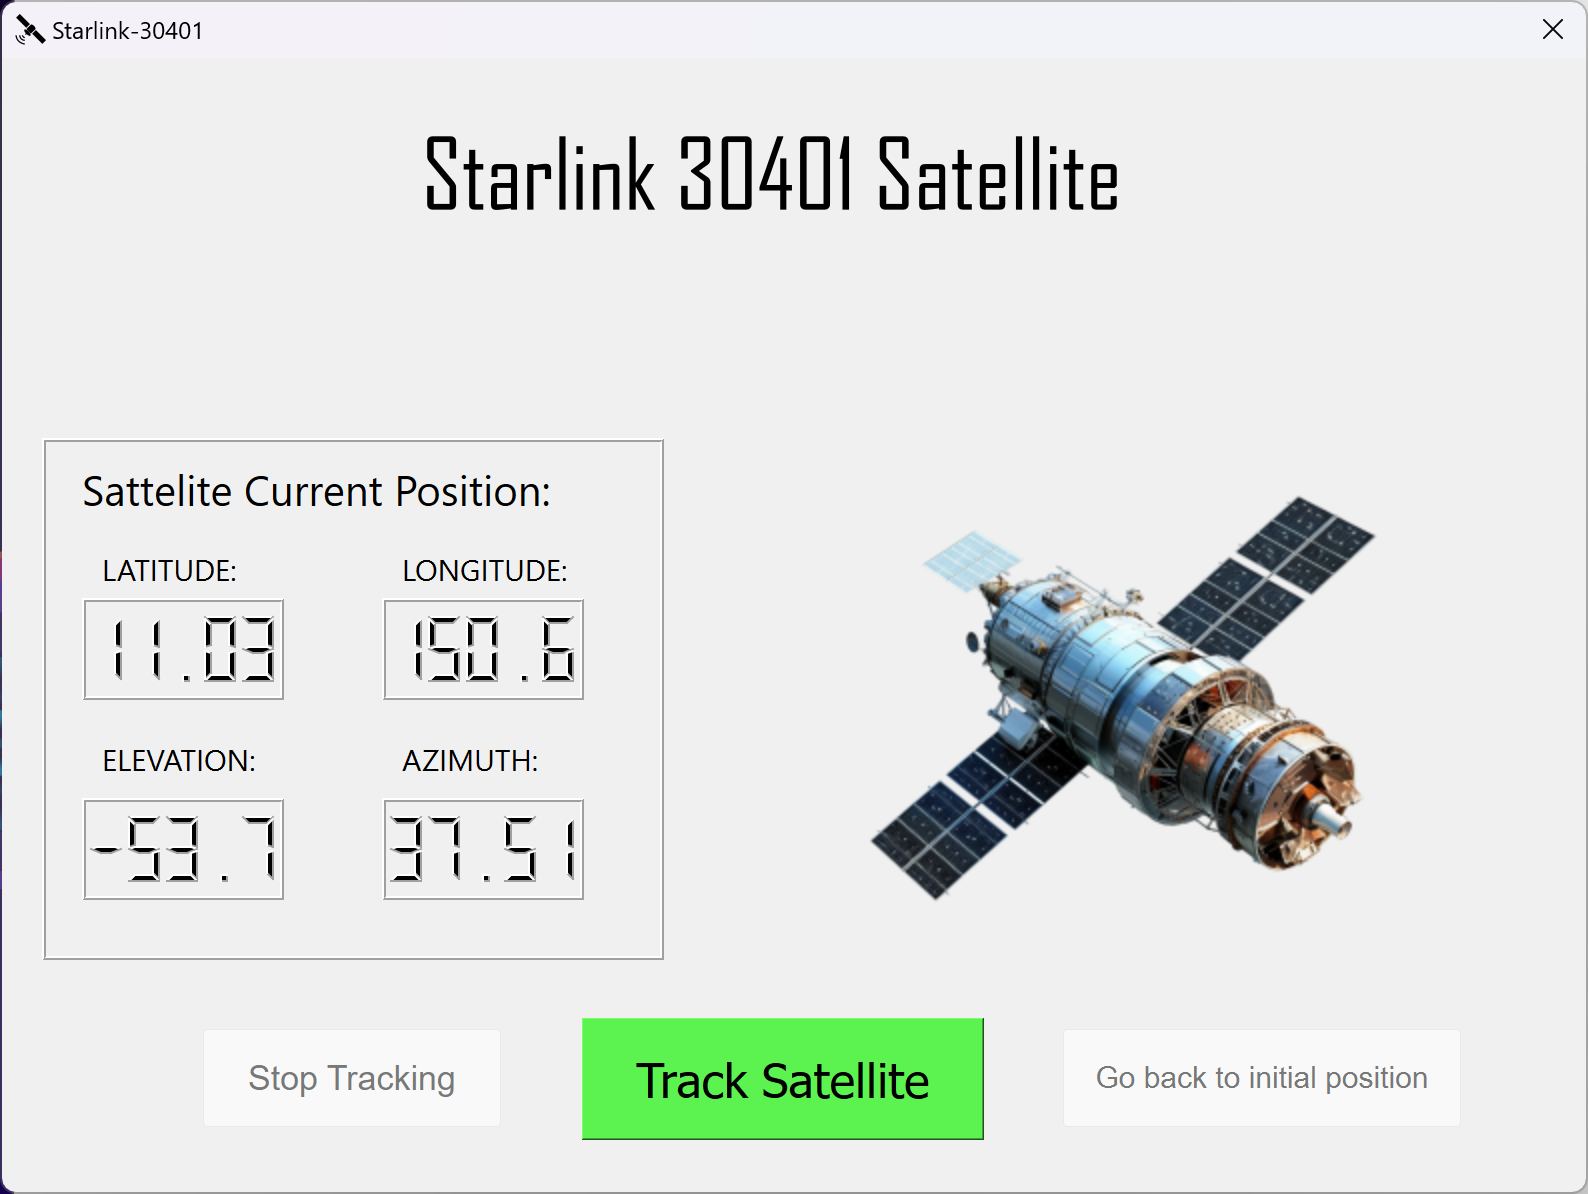 Starlink-30401
Starlink 30401 Satellite
Sattelite Current Position:
LATITUDE: LONGITUDE:
11.03 150.6
ELEVATION: AZIMUTH:
-53.7 37.51
Stop Tracking Track Satellite Go back to initial position